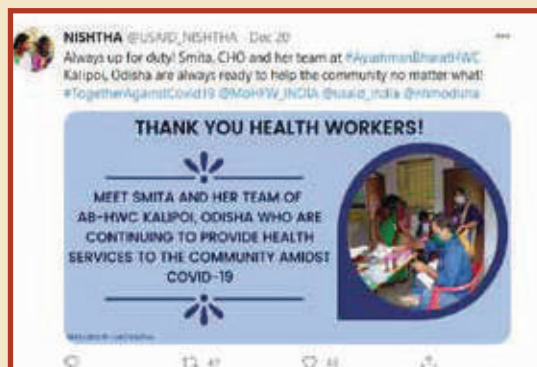 NISHTHA @USAID_NISHTHA · Dec 20
Always up for duty! Smita, CHO and her team at #AyushmanBharatHWC
Kalipoi, Odisha are always ready to help the community no matter what!
#TogetherAgainstCovid19 @MoHFW_INDIA @usaid_india
THANK YOU HEALTH WORKERS!
MEET SMITA AND HER TEAM OF
AB-HWC KALIPOI, ODISHA WHO ARE
CONTINUING TO PROVIDE HEALTH
SERVICES TO THE COMMUNITY AMIDST
COVID-19